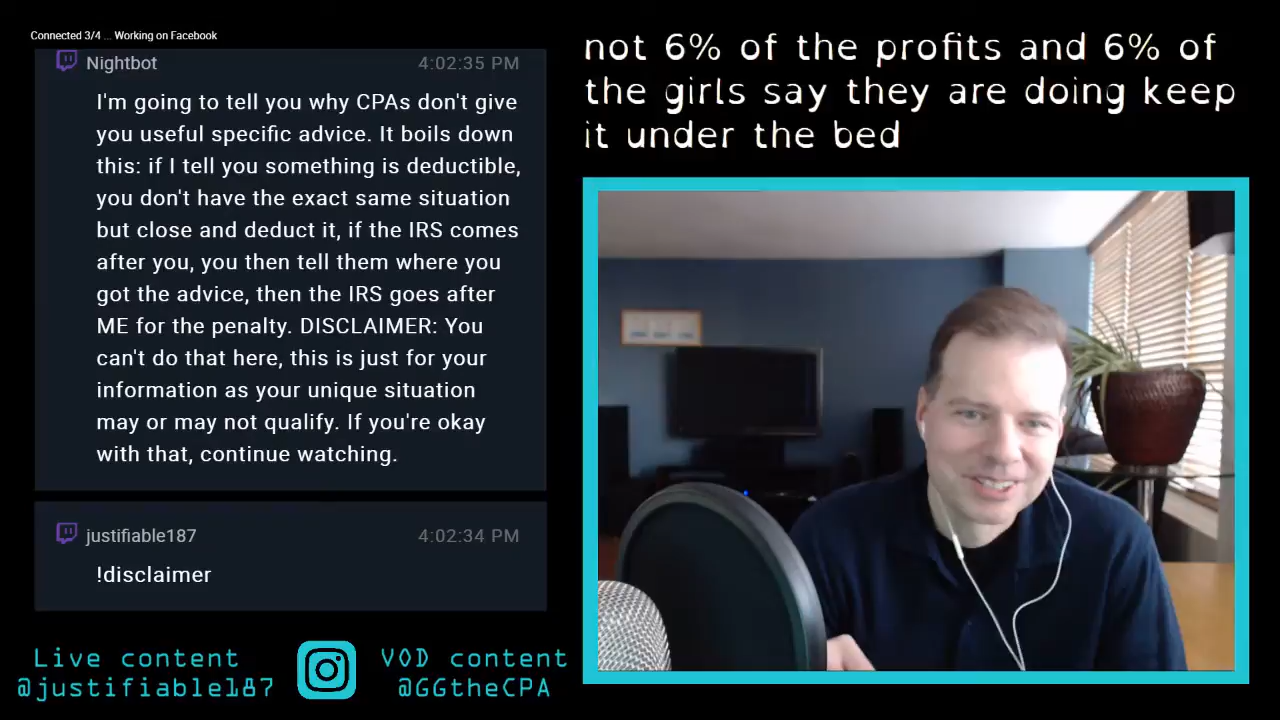 Connected 3/4 ... Working on Facebook
Nightbot
4:02:35 PM
I'm going to tell you why CPAs don't give
you useful specific advice. It boils down
this: if I tell you something is deductible,
you don't have the exact same situation
but close and deduct it, if the IRS comes
after you, you then tell them where you
got the advice, then the IRS goes after
ME for the penalty. DISCLAIMER: You
can't do that here, this is just for your
information as your unique situation
may or may not qualify. If you're okay
with that, continue watching.
justifiable187
4:02:34 PM
!disclaimer
Live content
@justifiable187
VOD content
@GGtheCPA
not 6% of the profits and 6% of
the girls say they are doing keep
it under the bed